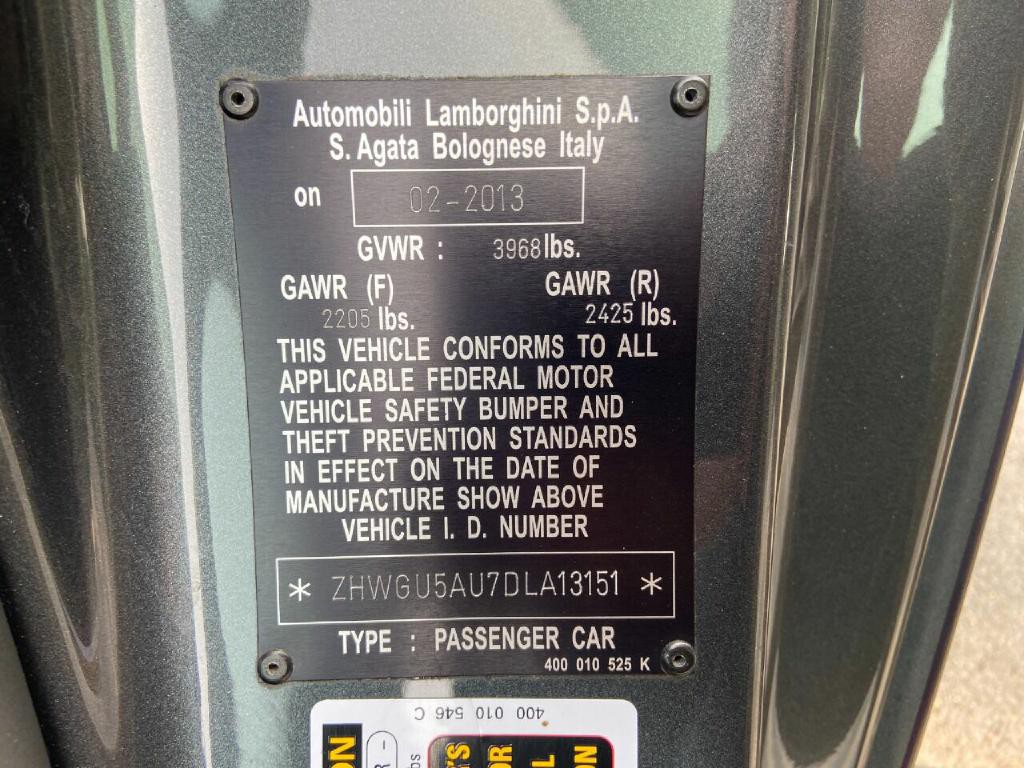 Automobili Lamborghini S.p.A.
S. Agata Bolognese Italy
on 02-2013
GVWR : 3968 lbs.
GAWR (F) GAWR (R)
2205 lbs. 2425 lbs.
THIS VEHICLE CONFORMS TO ALL
APPLICABLE FEDERAL MOTOR
VEHICLE SAFETY BUMPER AND
THEFT PREVENTION STANDARDS
IN EFFECT ON THE DATE OF
MANUFACTURE SHOW ABOVE
VEHICLE I. D. NUMBER
* ZHWGU5AU7DLA13151 *
TYPE : PASSENGER CAR
400 010 525 K
400 010 546 C